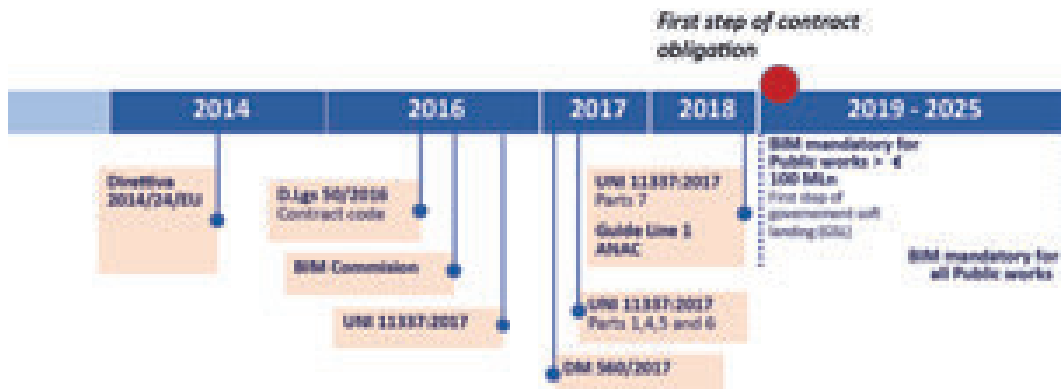 First step of contract
obligation
2014
2016
2017
2018
2019 - 2025
Direttiva
2014/24/EU
D.Lgs 50/2016
Contract code
BIM Commision
UNI 11337:2017
UNI 11337:2017
Parts 7
Guide Line 1
ANAC
UNI 11337:2017
Parts 1,4,5 and 6
DM 560/2017
BIM mandatory for
Public works > €
100 MLn
First step of
governement soft
landing (GSL)
BIM mandatory for
all Public works